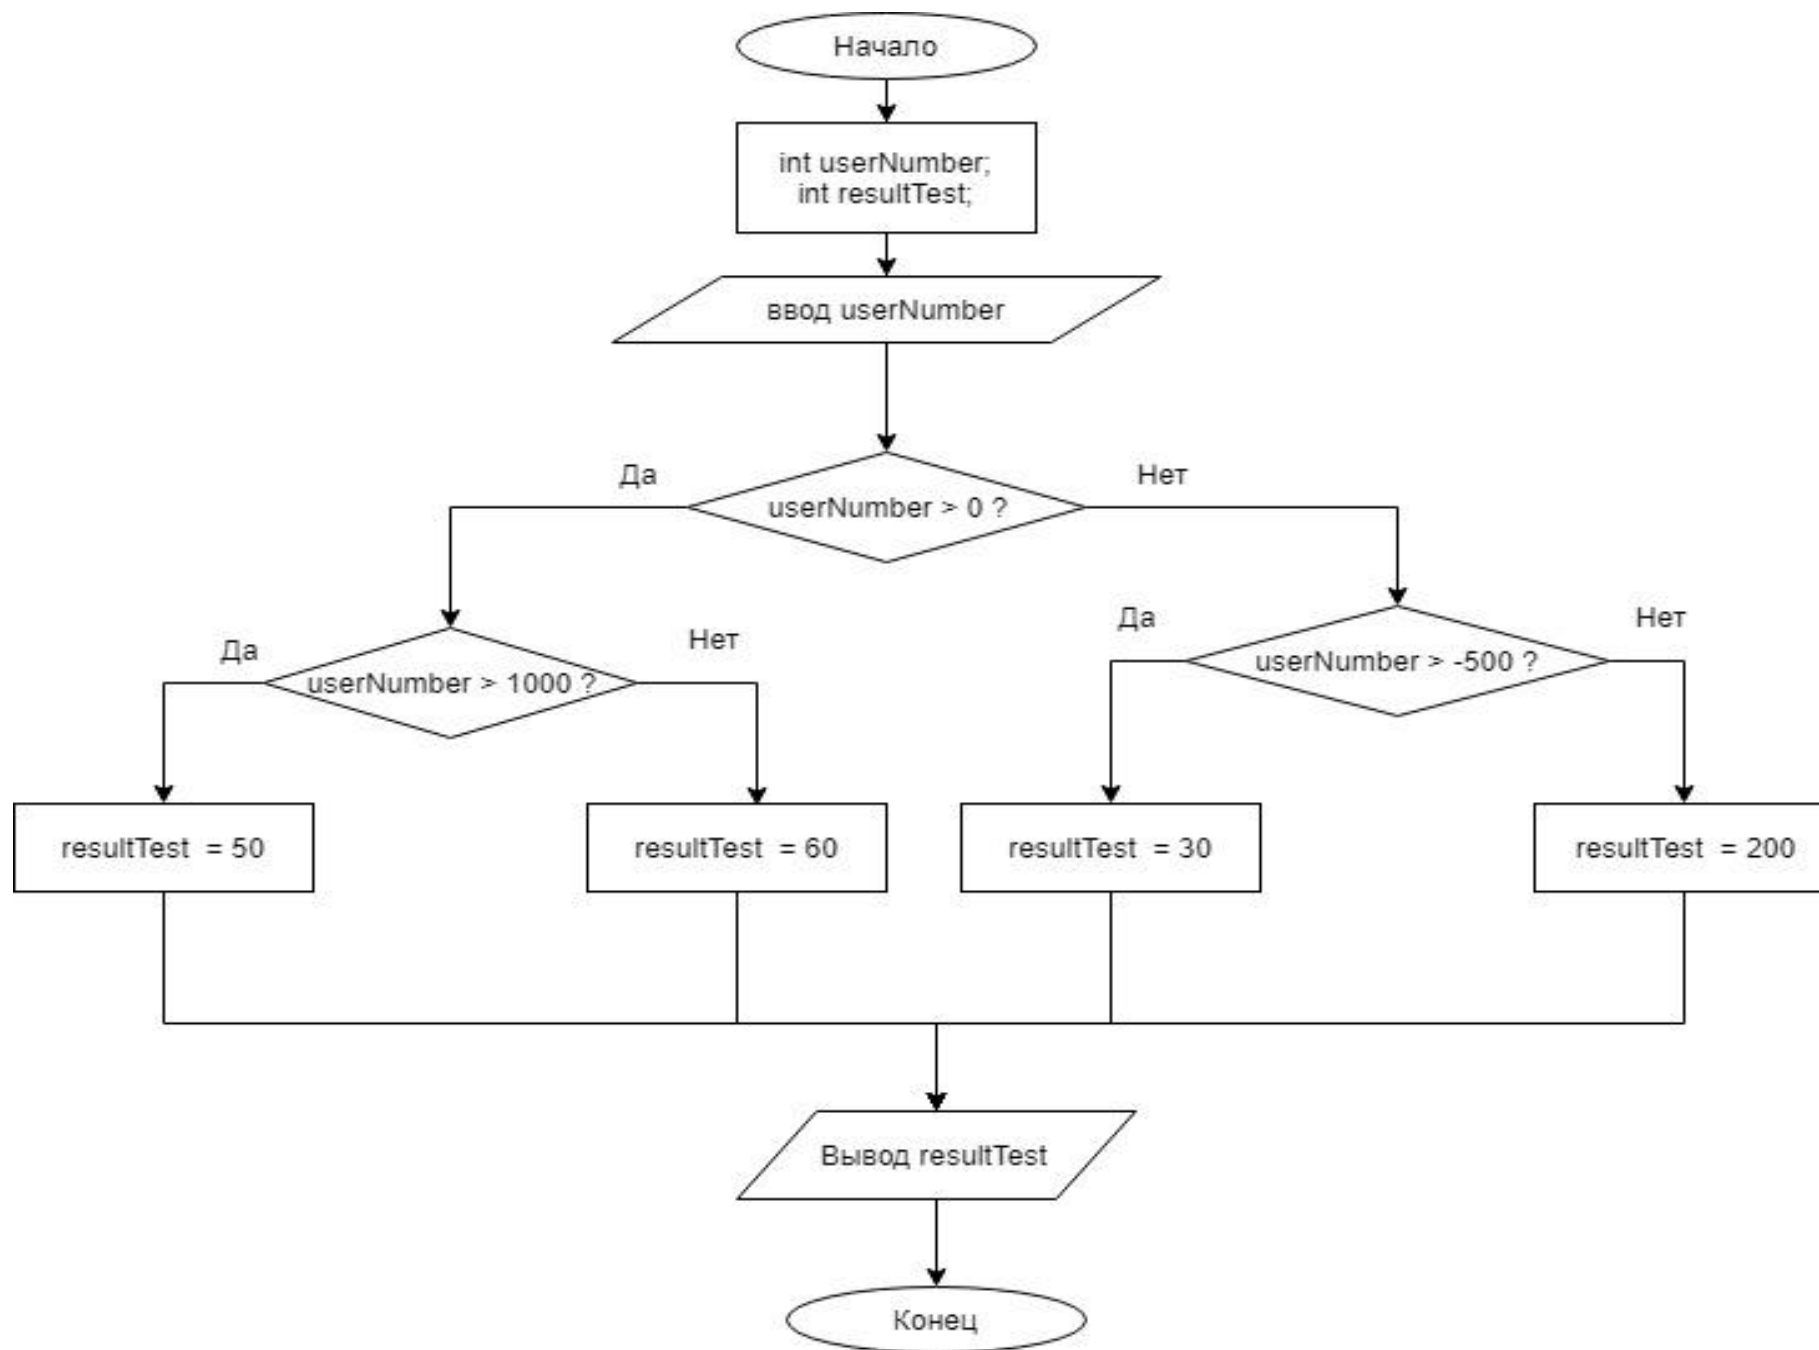 Начало
int userNumber;
int resultTest;
ввод userNumber
Да
Нет
userNumber > 0 ?
Да
Нет
userNumber > 1000 ?
Да
Нет
userNumber > -500 ?
resultTest = 50
resultTest = 60
resultTest = 30
resultTest = 200
Вывод resultTest
Конец